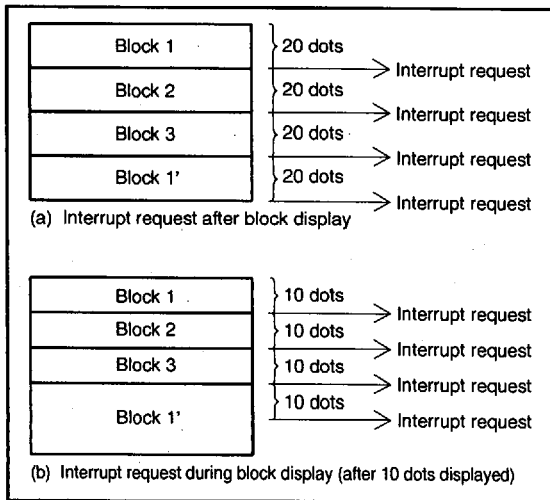 Block 1
20 dots
Interrupt request
Block 2
20 dots
Interrupt request
Block 3
20 dots
Interrupt request
Block 1'
20 dots
Interrupt request
(a) Interrupt request after block display
Block 1
10 dots
Interrupt request
Block 2
10 dots
Interrupt request
Block 3
10 dots
Interrupt request
Block 1'
10 dots
Interrupt request
(b) Interrupt request during block display (after 10 dots displayed)